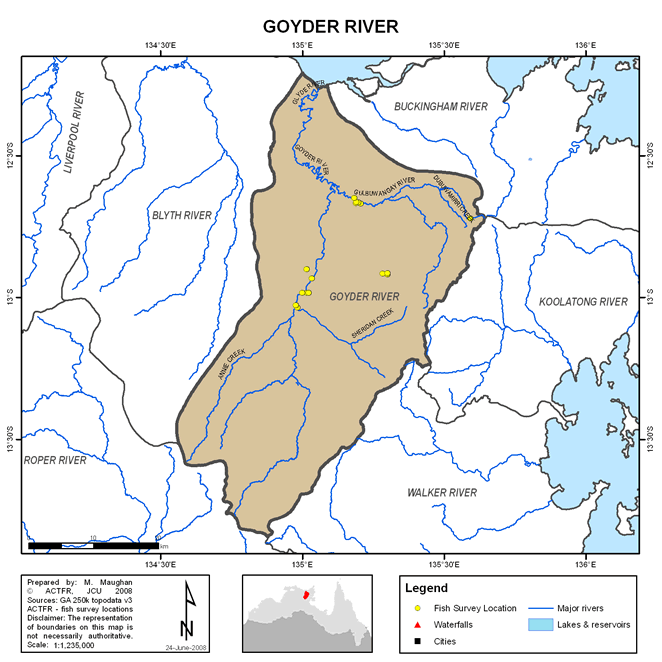 GOYDER RIVER
134°30'E
135°E
135°30'E
136°E
12°30'S
12°30'S
LIVERPOOL RIVER
GLYDE RIVER
BUCKINGHAM RIVER
GOYDER RIVER
GULBUWANGAY RIVER
BLYTH RIVER
13°S
13°S
GOYDER RIVER
KOOLATONG RIVER
SHERIDAN CREEK
ANNIE CREEK
13°30'S
13°30'S
ROPER RIVER
WALKER RIVER
10
km
134°30'E
135°E
135°30'E
136°E
Prepared by: M. Maughan
© ACTFR, JCU 2008
Sources: GA 250k topodata v3
ACTFR - fish survey locations
Disclaimer: The representation
of boundaries on this map is
not necessarily authoritative.
Scale: 1:1,235,000
N
24-June-2008
Legend
Fish Survey Location
Major rivers
Waterfalls
Lakes & reservoirs
Cities